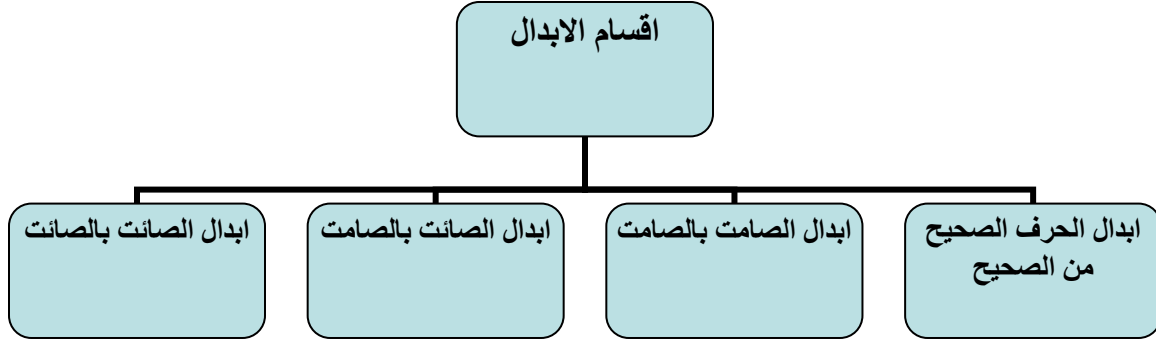 اقسام الابدال
ابدال الحرف الصحيح
من الصحيح
ابدال الصامت بالصامت
ابدال الصائت بالصامت
ابدال الصائت بالصائت